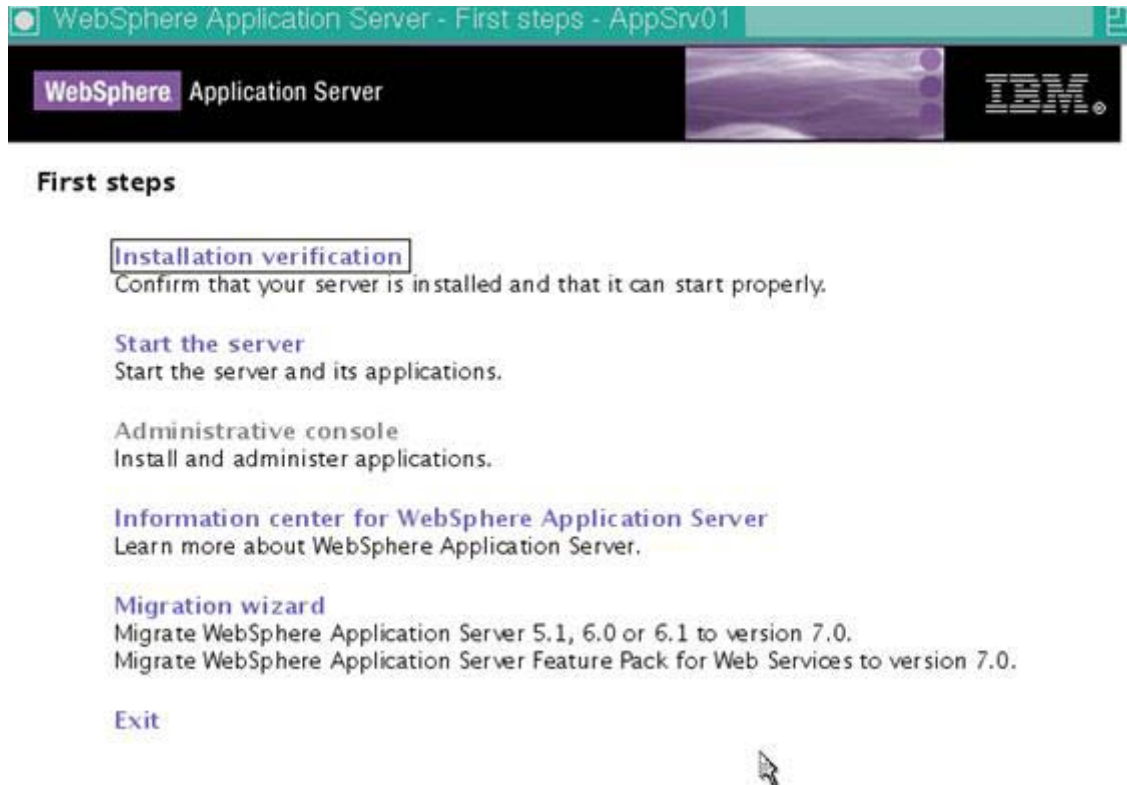 WebSphere Application Server - First steps - AppSrv01
WebSphere Application Server
IBM®
First steps
Installation verification
Confirm that your server is installed and that it can start properly.
Start the server
Start the server and its applications.
Administrative console
Install and administer applications.
Information center for WebSphere Application Server
Learn more about WebSphere Application Server.
Migration wizard
Migrate WebSphere Application Server 5.1, 6.0 or 6.1 to version 7.0.
Migrate WebSphere Application Server Feature Pack for Web Services to version 7.0.
Exit